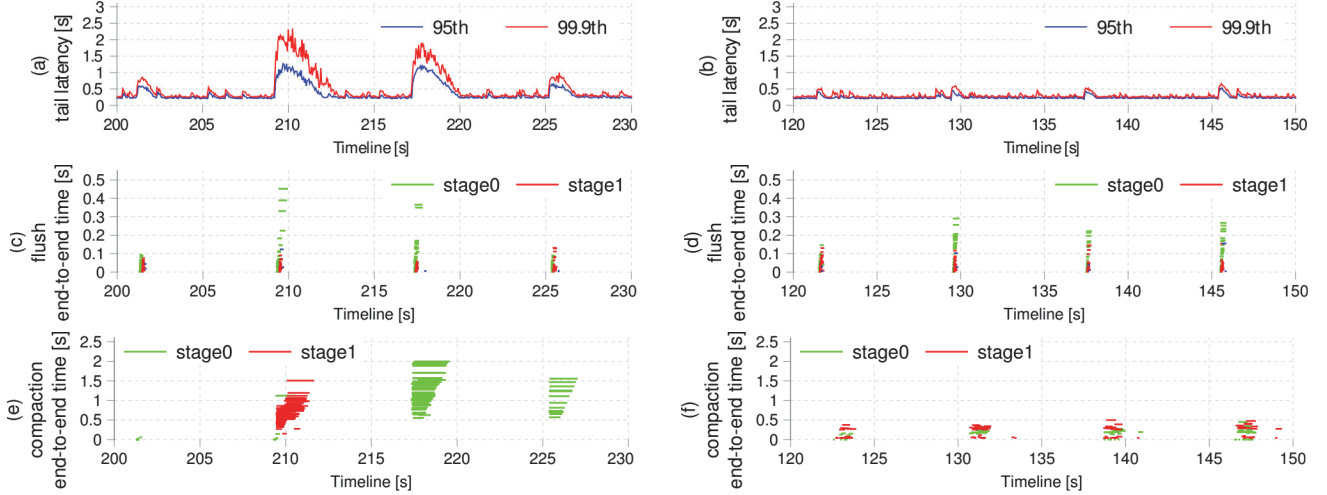 (a)
tail latency [s]
3
2.5
2
1.5
1
0.5
0
95th 99.9th
200 205 210 215 220 225 230
Timeline [s]
(b)
tail latency [s]
3
2.5
2
1.5
1
0.5
0
95th 99.9th
120 125 130 135 140 145 150
Timeline [s]
(c)
flush
end-to-end time [s]
0.5
0.4
0.3
0.2
0.1
0
stage0 stage1
200 205 210 215 220 225 230
Timeline [s]
(d)
flush
end-to-end time [s]
0.5
0.4
0.3
0.2
0.1
0
stage0 stage1
120 125 130 135 140 145 150
Timeline [s]
(e)
compaction
end-to-end time [s]
2.5
2
1.5
1
0.5
0
stage0 stage1
200 205 210 215 220 225 230
Timeline [s]
(f)
compaction
end-to-end time [s]
2.5
2
1.5
1
0.5
0
stage0 stage1
120 125 130 135 140 145 150
Timeline [s]